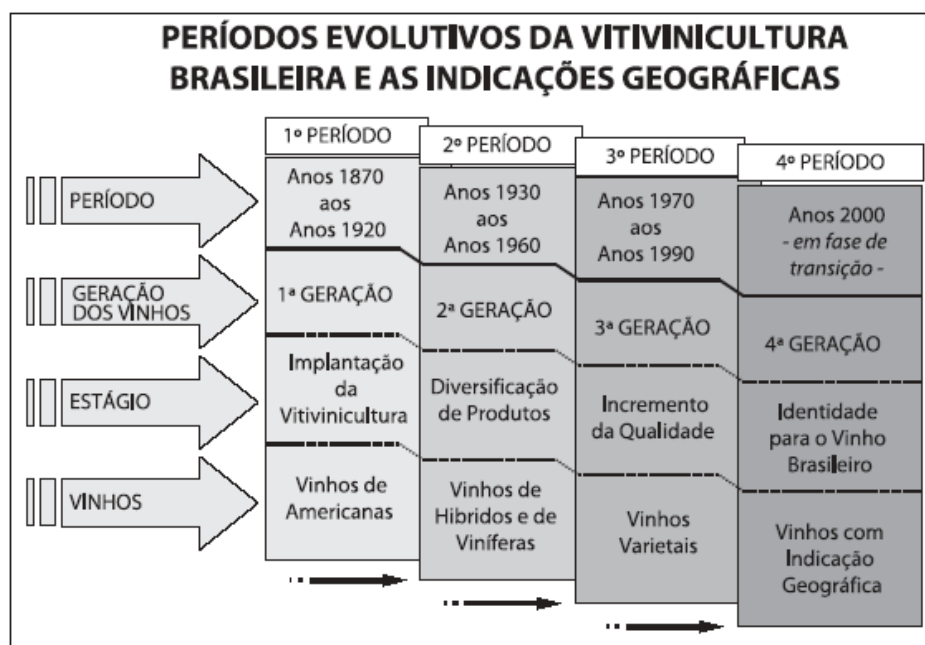 PERÍODOS EVOLUTIVOS DA VITIVINICULTURA
BRASILEIRA E AS INDICAÇÕES GEOGRÁFICAS
1º PERÍODO
2º PERÍODO
3º PERÍODO
4º PERÍODO
PERÍODO
Anos 1870
aos
Anos 1920
Anos 1930
aos
Anos 1960
Anos 1970
aos
Anos 1990
Anos 2000
- em fase de
transição -
GERAÇÃO
DOS VINHOS
1ª GERAÇÃO
2ª GERAÇÃO
3ª GERAÇÃO
4ª GERAÇÃO
ESTÁGIO
Implantação
da
Vitivinicultura
Diversificação
de Produtos
Incremento
da Qualidade
Identidade
para o Vinho
Brasileiro
VINHOS
Vinhos de
Americanas
Vinhos de
Hibridos e de
Viníferas
Vinhos
Varietais
Vinhos com
Indicação
Geográfica